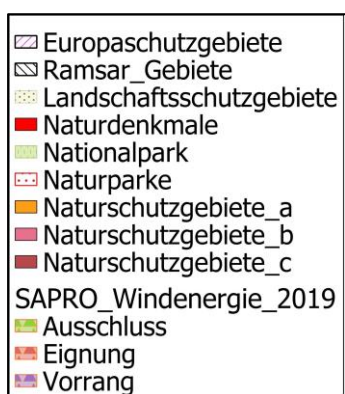 Europaschutzgebiete
Ramsar_Gebiete
Landschaftsschutzgebiete
Naturdenkmale
Nationalpark
Naturparke
Naturschutzgebiete_a
Naturschutzgebiete_b
Naturschutzgebiete_c
SAPRO_Windenergie_2019
Ausschluss
Eignung
Vorrang